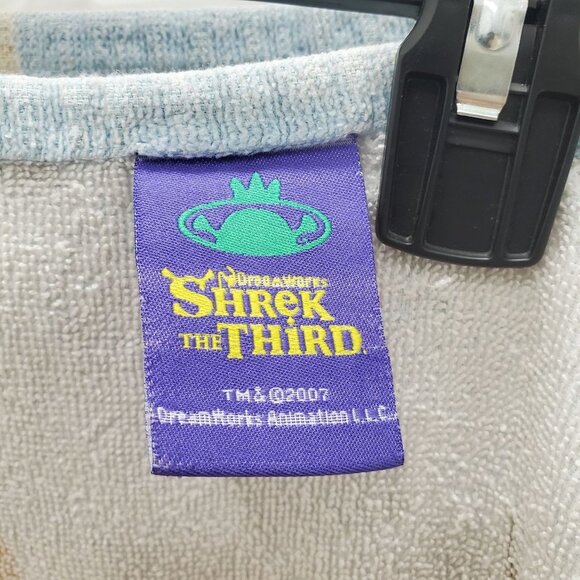 DreamWorks
SHReK
THE THiRD
TM&©2007
DreamWorks Animation L.L.C.